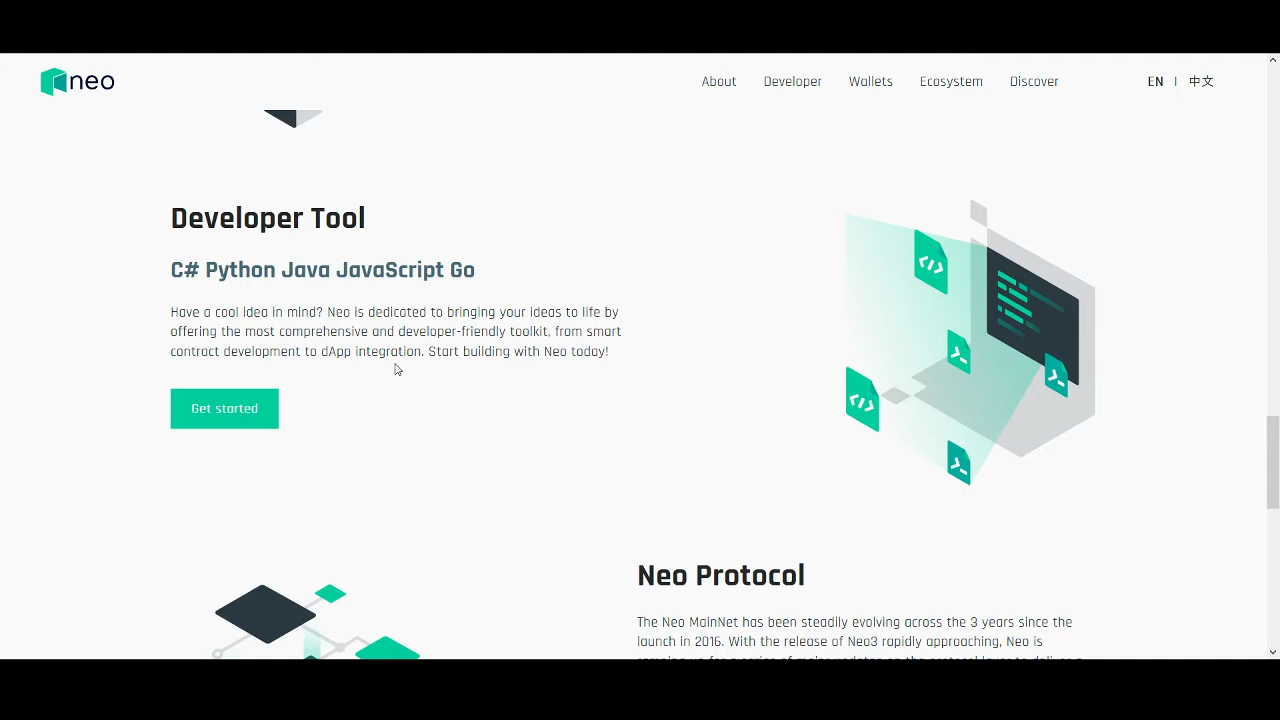 neo
About Developer Wallets Ecosystem Discover EN | 中文
Developer Tool
C# Python Java JavaScript Go
Have a cool idea in mind? Neo is dedicated to bringing your ideas to life by
offering the most comprehensive and developer-friendly toolkit, from smart
contract development to dApp integration. Start building with Neo today!
Get started
Neo Protocol
The Neo MainNet has been steadily evolving across the 3 years since the
launch in 2016. With the release of Neo3 rapidly approaching, Neo is